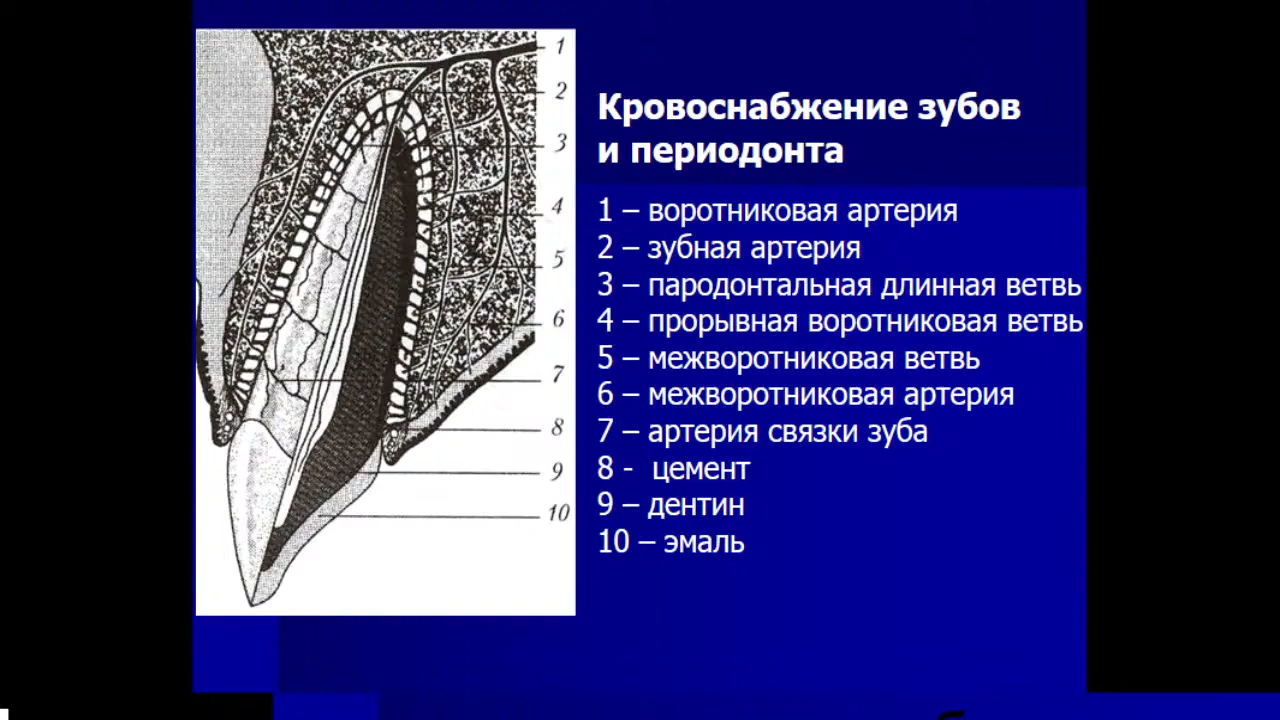 1
2
3
4
5
6
7
8
9
10
Кровоснабжение зубов
и периодонта
1 – воротниковая артерия
2 – зубная артерия
3 – пародонтальная длинная ветвь
4 – прорывная воротниковая ветвь
5 – межворотниковая ветвь
6 – межворотниковая артерия
7 – артерия связки зуба
8 - цемент
9 – дентин
10 – эмаль